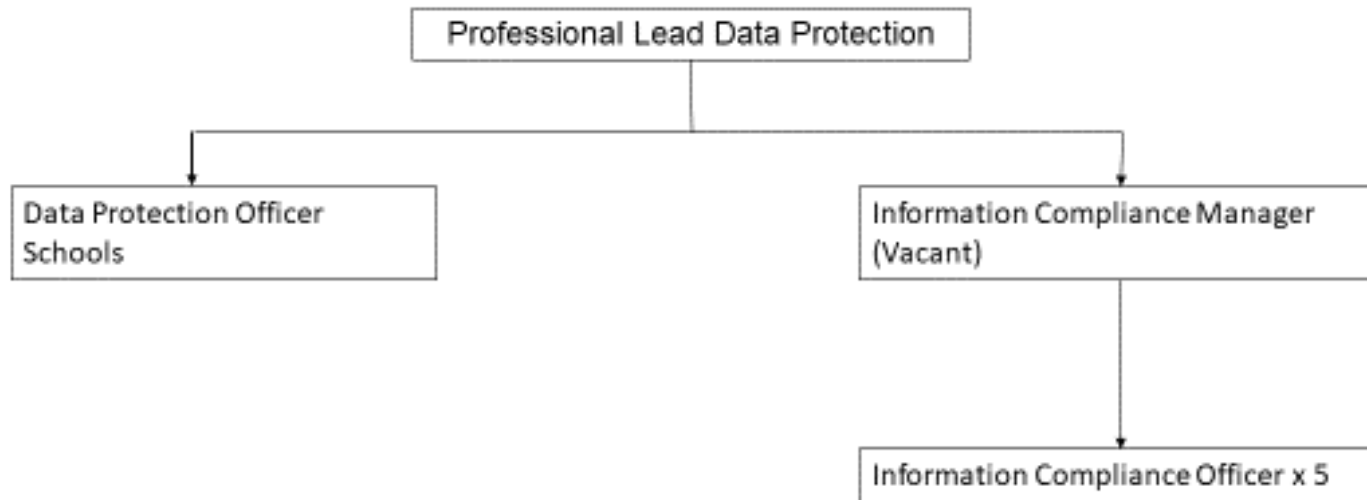 Professional Lead Data Protection
Data Protection Officer
Schools
Information Compliance Manager
(Vacant)
Information Compliance Officer x 5